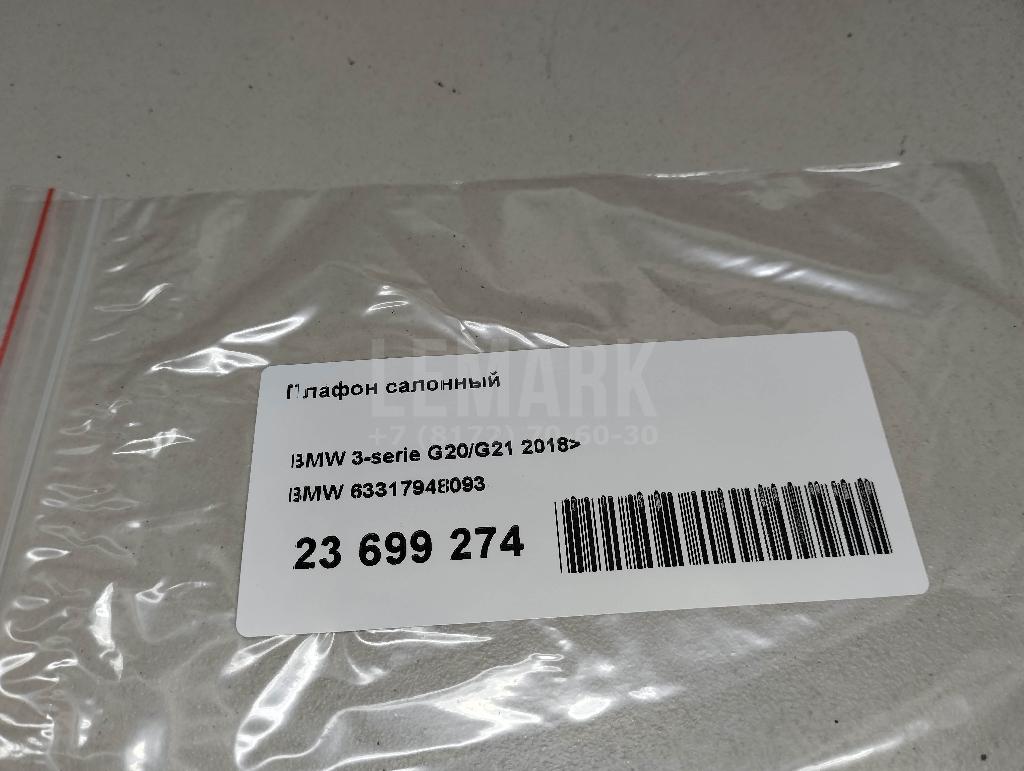 Плафон салонный
LEMARK
+7 (8172) 70-60-30
BMW 3-serie G20/G21 2018>
BMW 63317948093
23 699 274